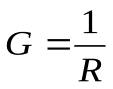 G = 1/R